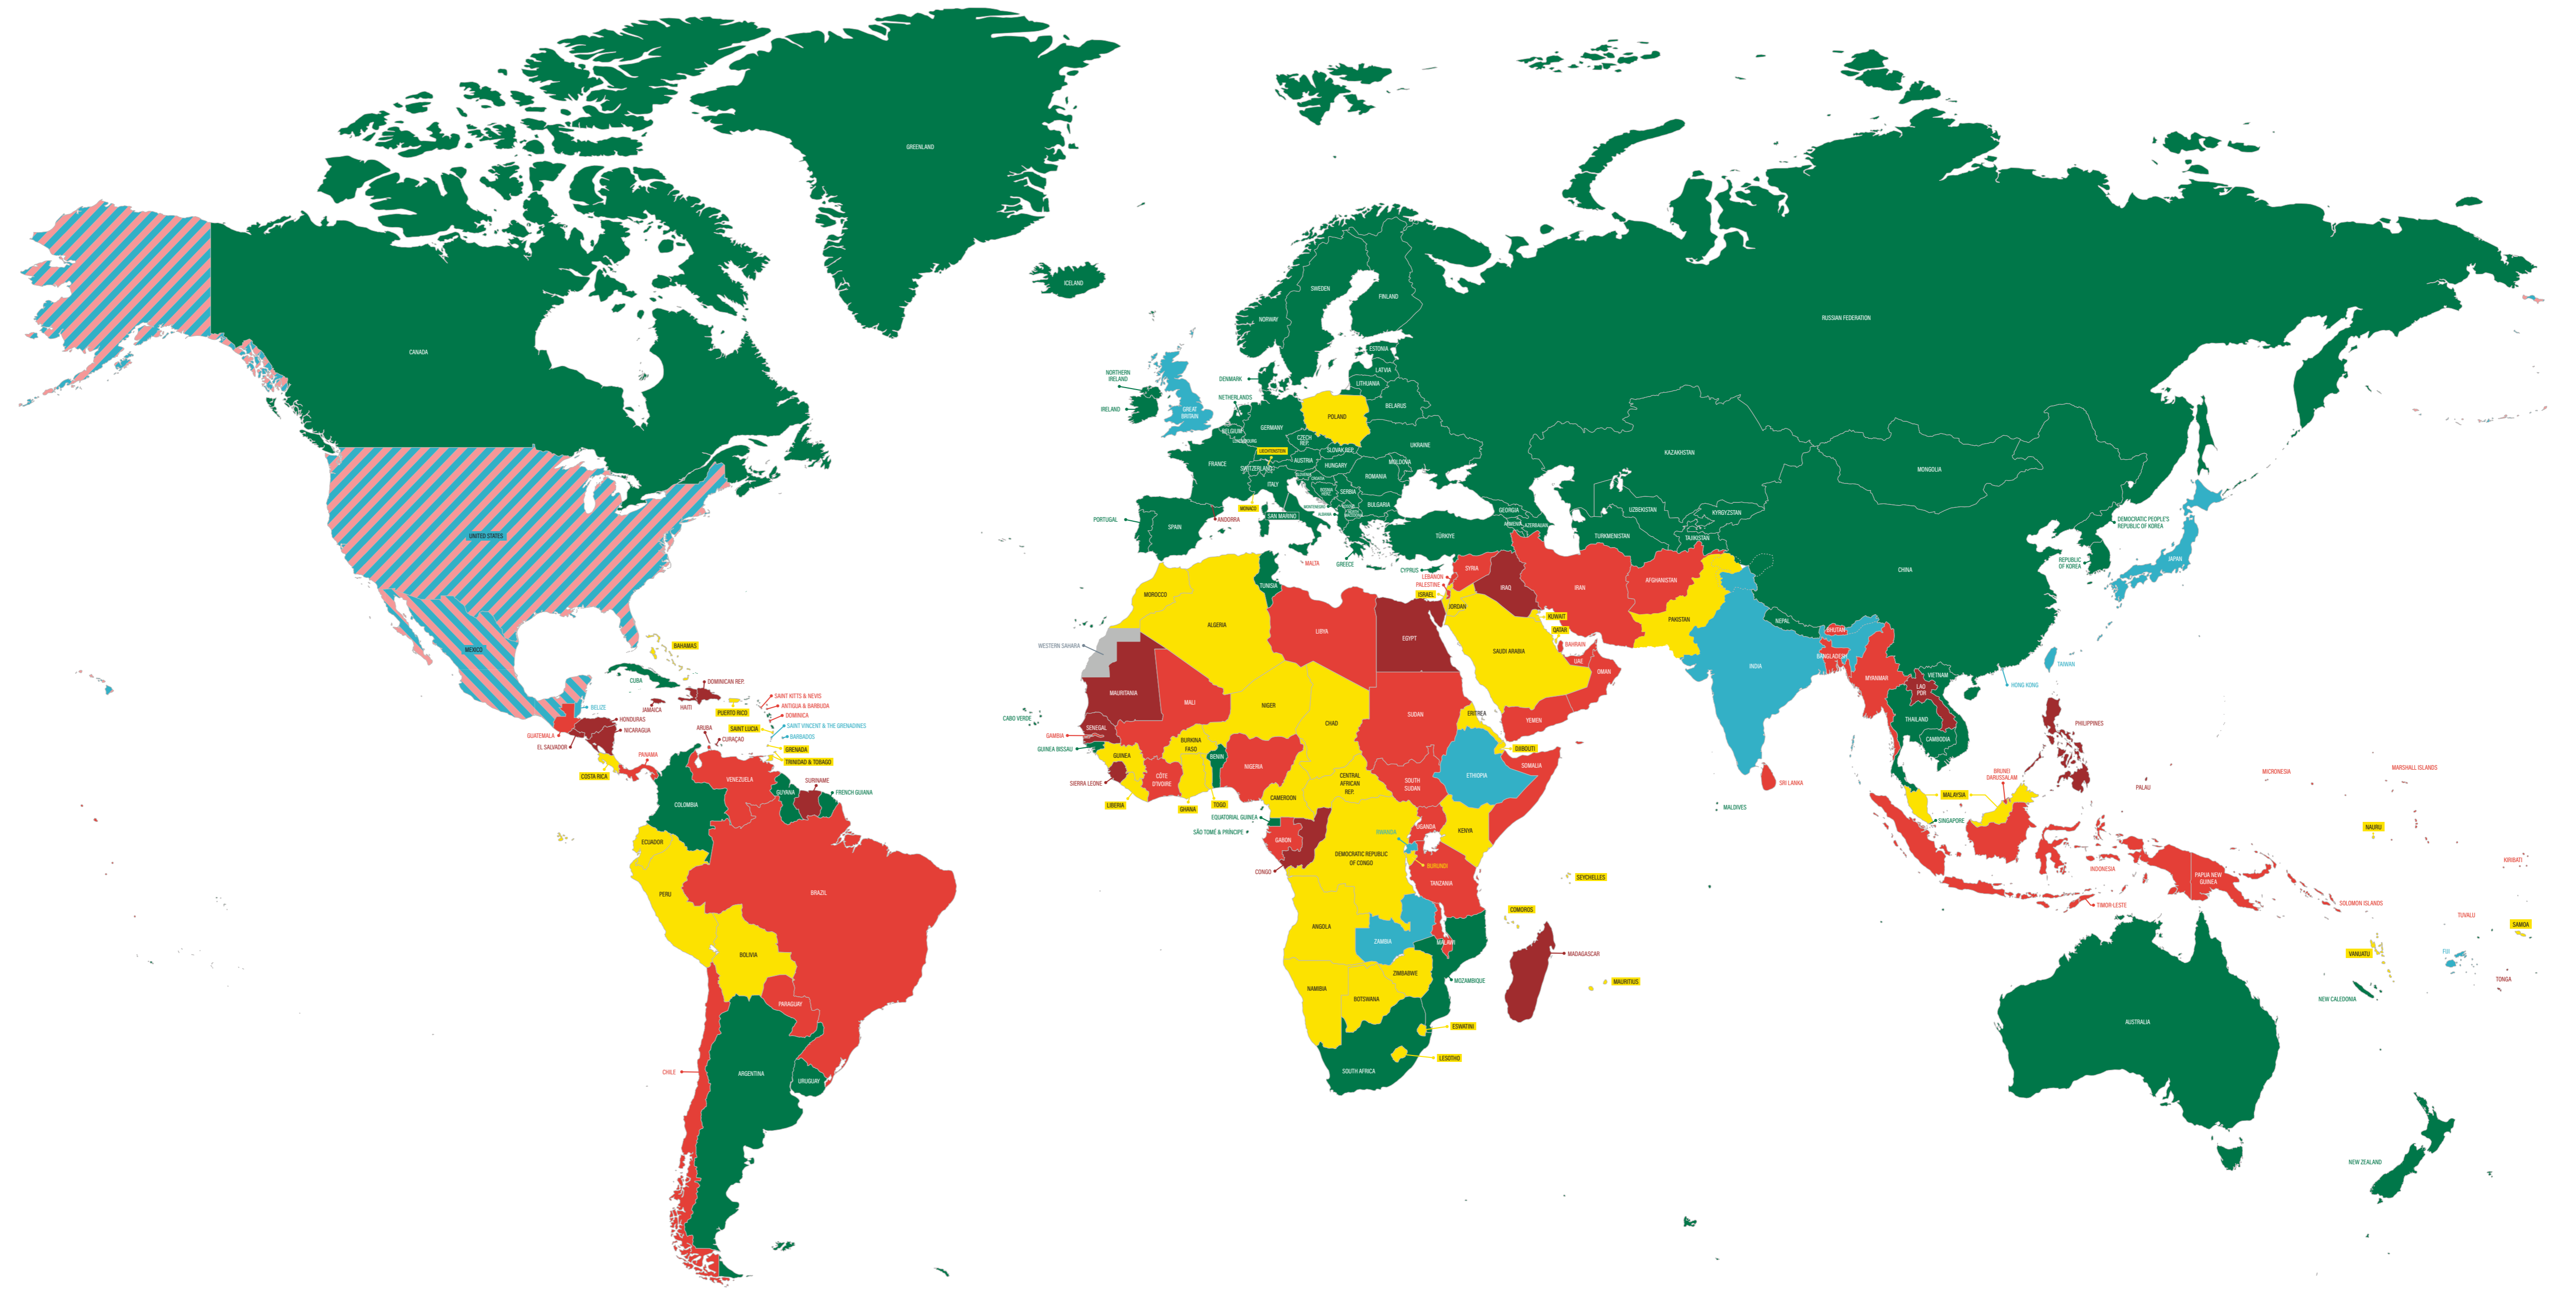 GREENLAND
ICELAND
CANADA
UNITED STATES
MEXICO
BAHAMAS
CUBA
DOMINICAN REP.
JAMAICA
HAITI
PUERTO RICO
SAINT KITTS & NEVIS
ANTIGUA & BARBUDA
DOMINICA
SAINT VINCENT & THE GRENADINES
BARBADOS
SAINT LUCIA
GRENADA
TRINIDAD & TOBAGO
ARUBA
CURAÇAO
BELIZE
HONDURAS
NICARAGUA
GUATEMALA
EL SALVADOR
COSTA RICA
PANAMA
VENEZUELA
COLOMBIA
GUYANA
SURINAME
FRENCH GUIANA
ECUADOR
PERU
BRAZIL
BOLIVIA
PARAGUAY
CHILE
ARGENTINA
URUGUAY
SWEDEN
FINLAND
NORWAY
ESTONIA
LATVIA
LITHUANIA
DENMARK
NORTHERN
IRELAND
IRELAND
GREAT
BRITAIN
NETHERLANDS
BELGIUM
LUXEMBOURG
GERMANY
POLAND
BELARUS
CZECH
REP.
SLOVAK REP.
UKRAINE
LIECHTENSTEIN
AUSTRIA
HUNGARY
MOLDOVA
FRANCE
SWITZERLAND
ITALY
ROMANIA
CROATIA
SERBIA
BULGARIA
MONTENEGRO
ALBANIA
MONACO
SAN MARINO
ANDORRA
PORTUGAL
SPAIN
GREECE
MALTA
TÜRKIYE
CYPRUS
GEORGIA
ARMENIA
AZERBAIJAN
RUSSIAN FEDERATION
KAZAKHSTAN
MONGOLIA
UZBEKISTAN
KYRGYZSTAN
TURKMENISTAN
TAJIKISTAN
CHINA
DEMOCRATIC PEOPLE'S
REPUBLIC OF KOREA
REPUBLIC
OF KOREA
JAPAN
TAIWAN
HONG KONG
SYRIA
LEBANON
PALESTINE
ISRAEL
JORDAN
IRAQ
IRAN
KUWAIT
QATAR
BAHRAIN
UAE
OMAN
SAUDI ARABIA
YEMEN
AFGHANISTAN
PAKISTAN
INDIA
NEPAL
BHUTAN
BANGLADESH
MYANMAR
SRI LANKA
MALDIVES
LAO
PDR
VIETNAM
THAILAND
CAMBODIA
PHILIPPINES
MALAYSIA
BRUNEI
DARUSSALAM
SINGAPORE
INDONESIA
TIMOR-LESTE
PAPUA NEW
GUINEA
PALAU
MICRONESIA
MARSHALL ISLANDS
NAURU
KIRIBATI
SOLOMON ISLANDS
TUVALU
SAMOA
VANUATU
FIJI
TONGA
NEW CALEDONIA
AUSTRALIA
NEW ZEALAND
MOROCCO
ALGERIA
TUNISIA
LIBYA
EGYPT
WESTERN SAHARA
MAURITANIA
MALI
NIGER
CHAD
SUDAN
ERITREA
DJIBOUTI
ETHIOPIA
SOMALIA
CABO VERDE
SENEGAL
GAMBIA
GUINEA BISSAU
GUINEA
SIERRA LEONE
LIBERIA
CÔTE
D'IVOIRE
BURKINA
FASO
GHANA
TOGO
BENIN
NIGERIA
CAMEROON
CENTRAL
AFRICAN
REP.
SOUTH
SUDAN
EQUATORIAL GUINEA
SÃO TOMÉ & PRÍNCIPE
GABON
CONGO
DEMOCRATIC REPUBLIC
OF CONGO
UGANDA
KENYA
RWANDA
BURUNDI
TANZANIA
SEYCHELLES
COMOROS
ANGOLA
ZAMBIA
MALAWI
MOZAMBIQUE
ZIMBABWE
NAMIBIA
BOTSWANA
MADAGASCAR
MAURITIUS
ESWATINI
LESOTHO
SOUTH AFRICA